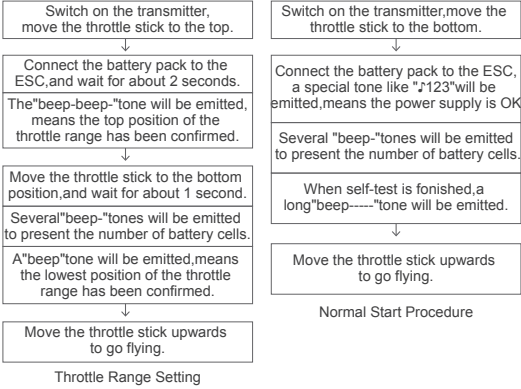 Switch on the transmitter,
move the throttle stick to the top.
Connect the battery pack to the
ESC,and wait for about 2 seconds.
The"beep-beep-"tone will be emitted,
means the top position of the
throttle range has been confirmed.
Move the throttle stick to the bottom
position,and wait for about 1 second.
Several"beep-"tones will be emitted
to present the number of battery cells.
A"beep"tone will be emitted,means
the lowest position of the throttle
range has been confirmed.
Move the throttle stick upwards
to go flying.
Throttle Range Setting
Switch on the transmitter,move the
throttle stick to the bottom.
Connect the battery pack to the ESC,
a special tone like "♪123"will be
emitted,means the power supply is OK
Several "beep-"tones will be emitted
to present the number of battery cells.
When self-test is fonished,a
long"beep-----"tone will be emitted.
Move the throttle stick upwards
to go flying.
Normal Start Procedure